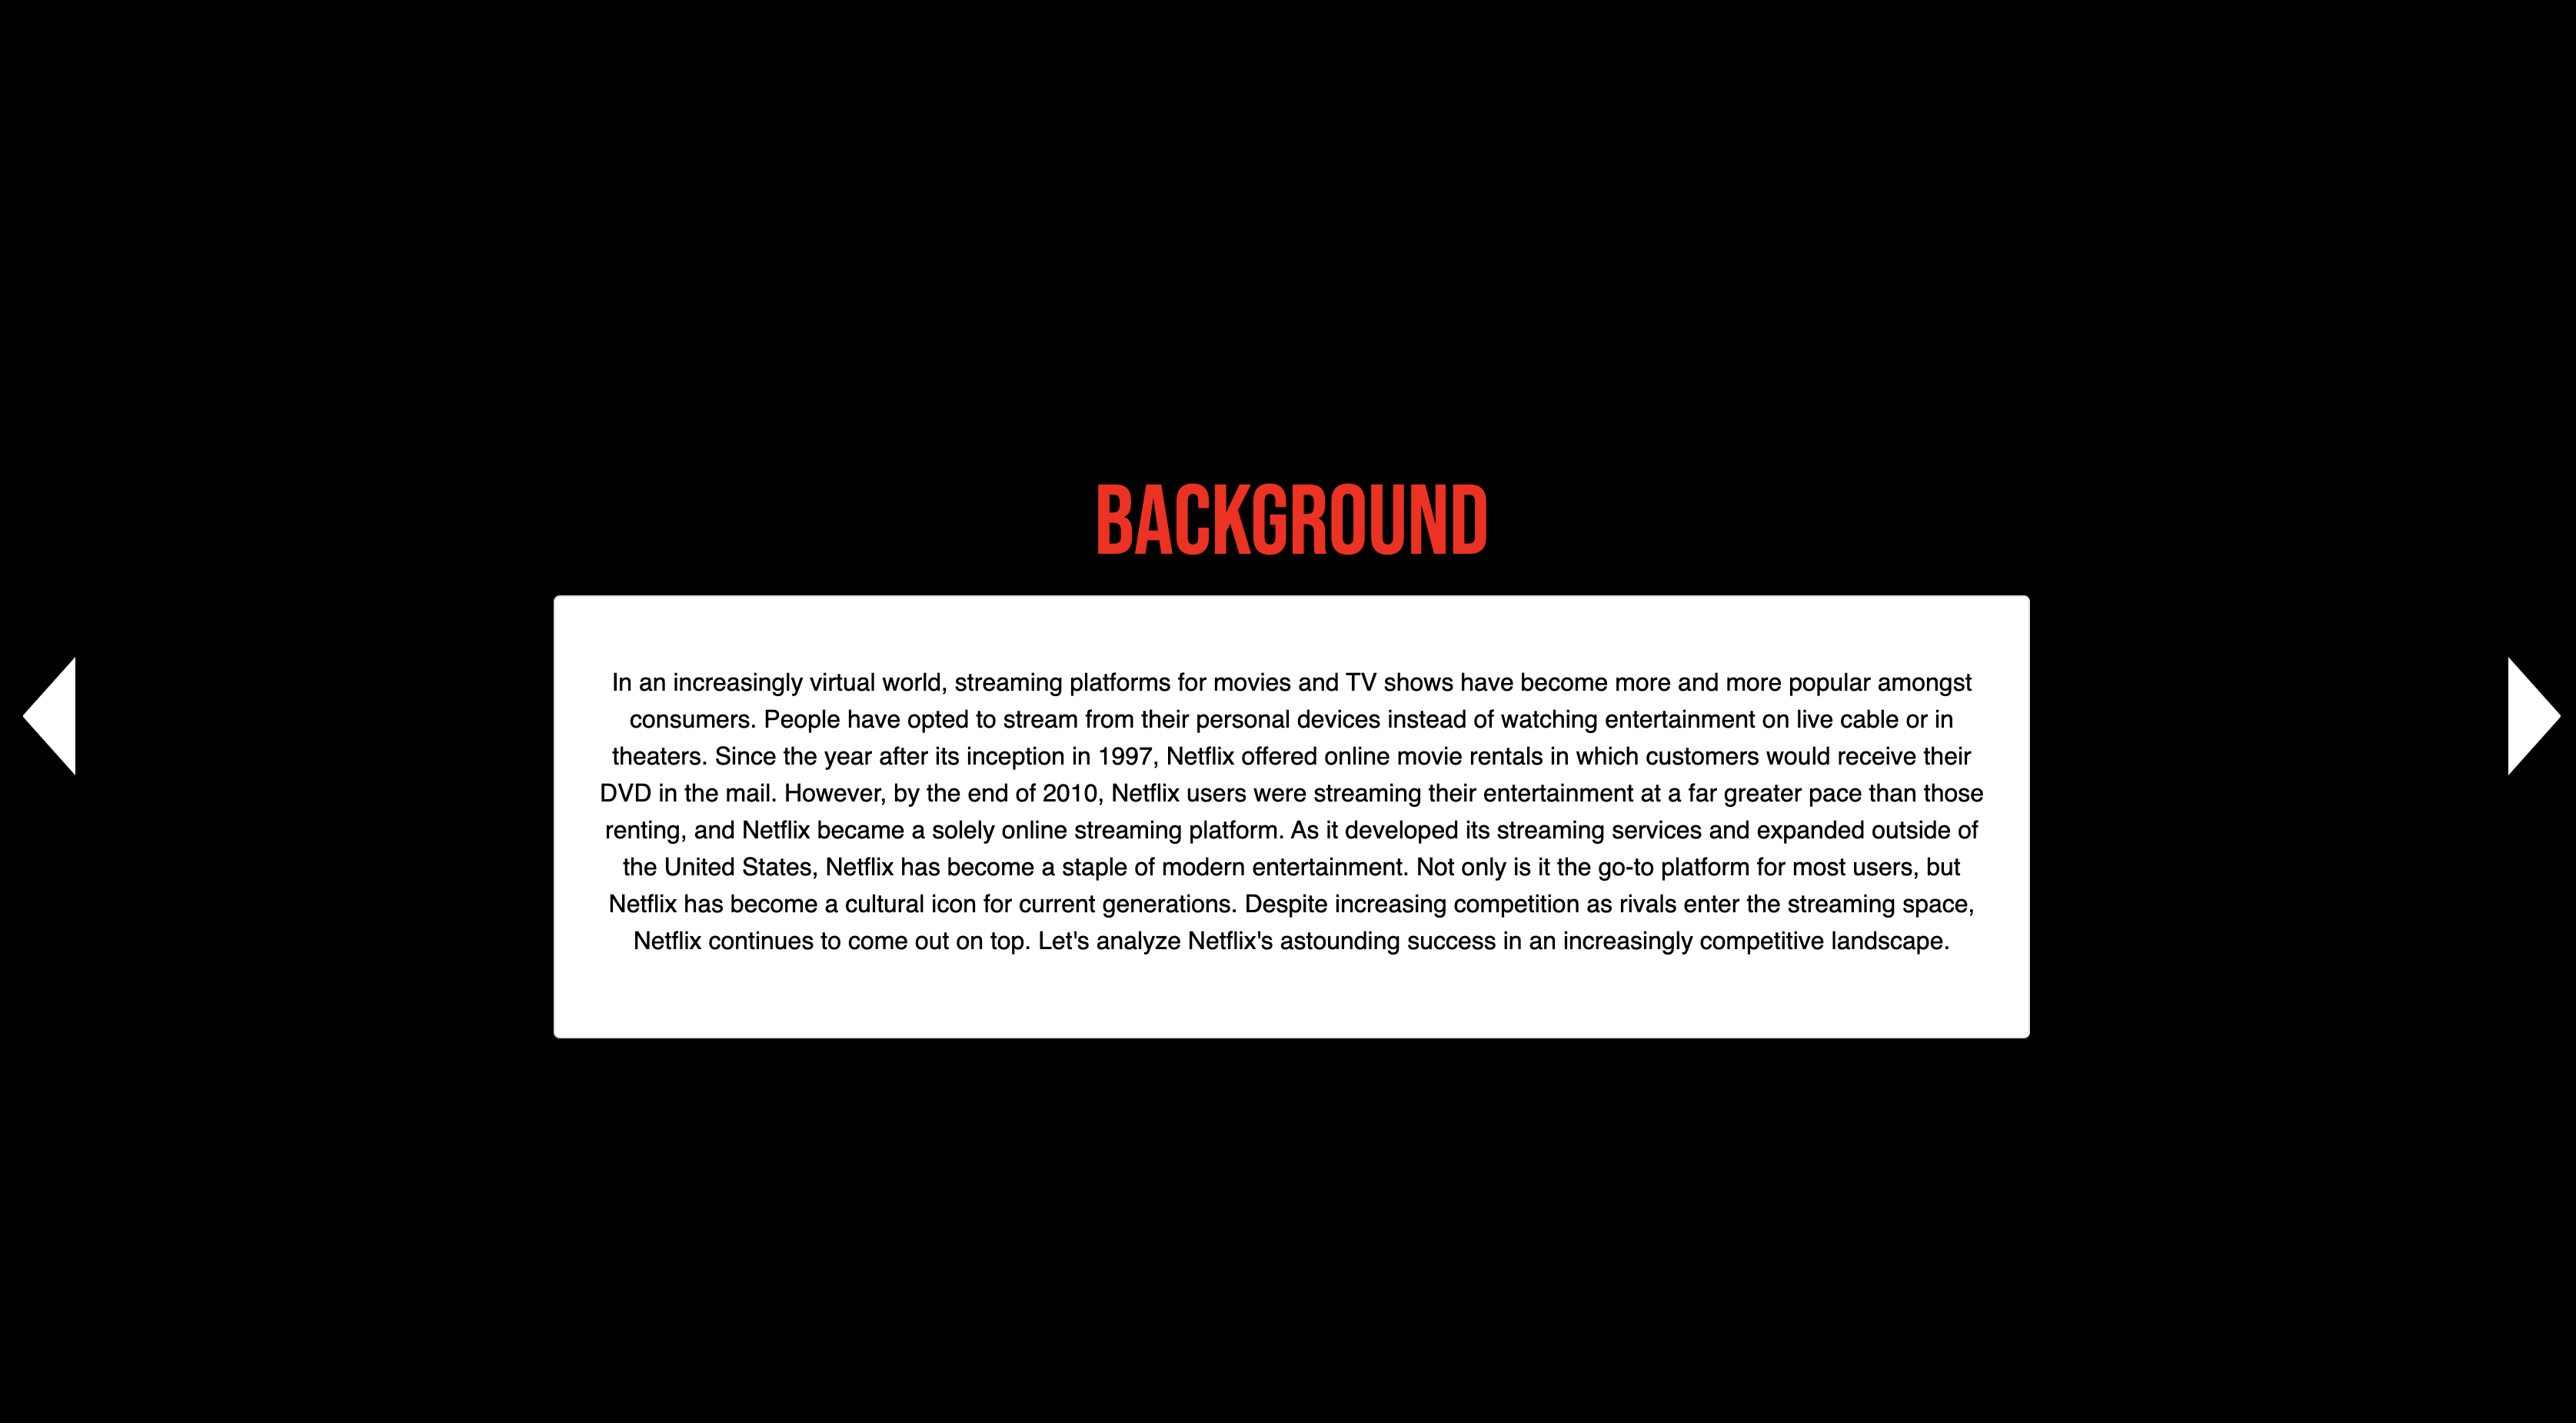 BACKGROUND
In an increasingly virtual world, streaming platforms for movies and TV shows have become more and more popular amongst
consumers. People have opted to stream from their personal devices instead of watching entertainment on live cable or in
theaters. Since the year after its inception in 1997, Netflix offered online movie rentals in which customers would receive their
DVD in the mail. However, by the end of 2010, Netflix users were streaming their entertainment at a far greater pace than those
renting, and Netflix became a solely online streaming platform. As it developed its streaming services and expanded outside of
the United States, Netflix has become a staple of modern entertainment. Not only is it the go-to platform for most users, but
Netflix has become a cultural icon for current generations. Despite increasing competition as rivals enter the streaming space,
Netflix continues to come out on top. Let's analyze Netflix's astounding success in an increasingly competitive landscape.